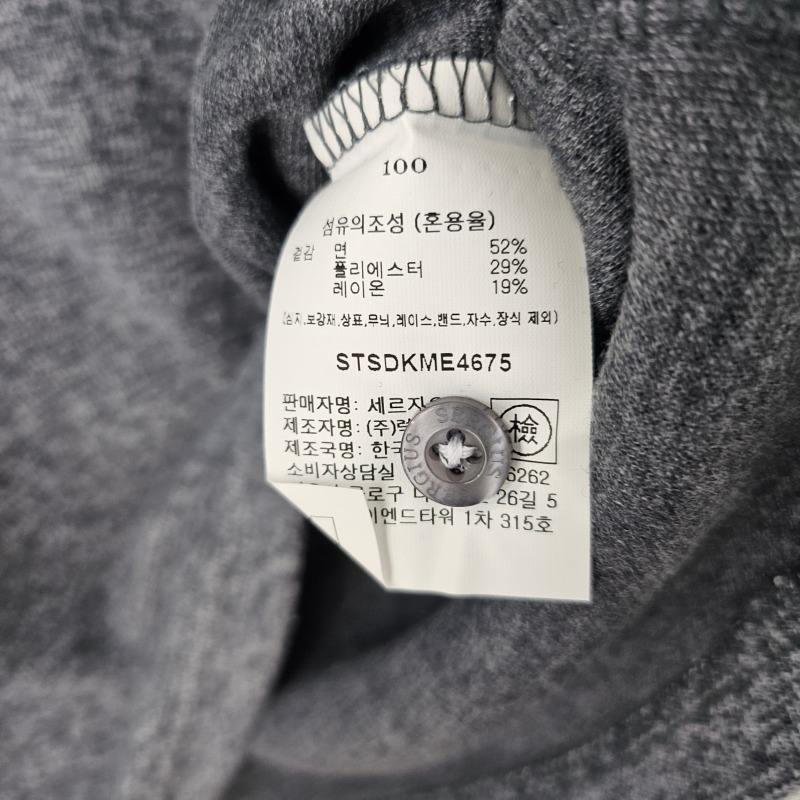 100
섬유의조성 (혼용율)
겉감 면 52%
폴리에스터 29%
레이온 19%
(심지,보강재,상표,무늬,레이스,밴드,자수,장식 제외)
STSDKME4675
판매자명: 세르자
제조자명: (주)
제조국명: 한국
檢
소비자상담실 6262
로구 26길 5
이엔드타워 1차 315호
SERGIUS